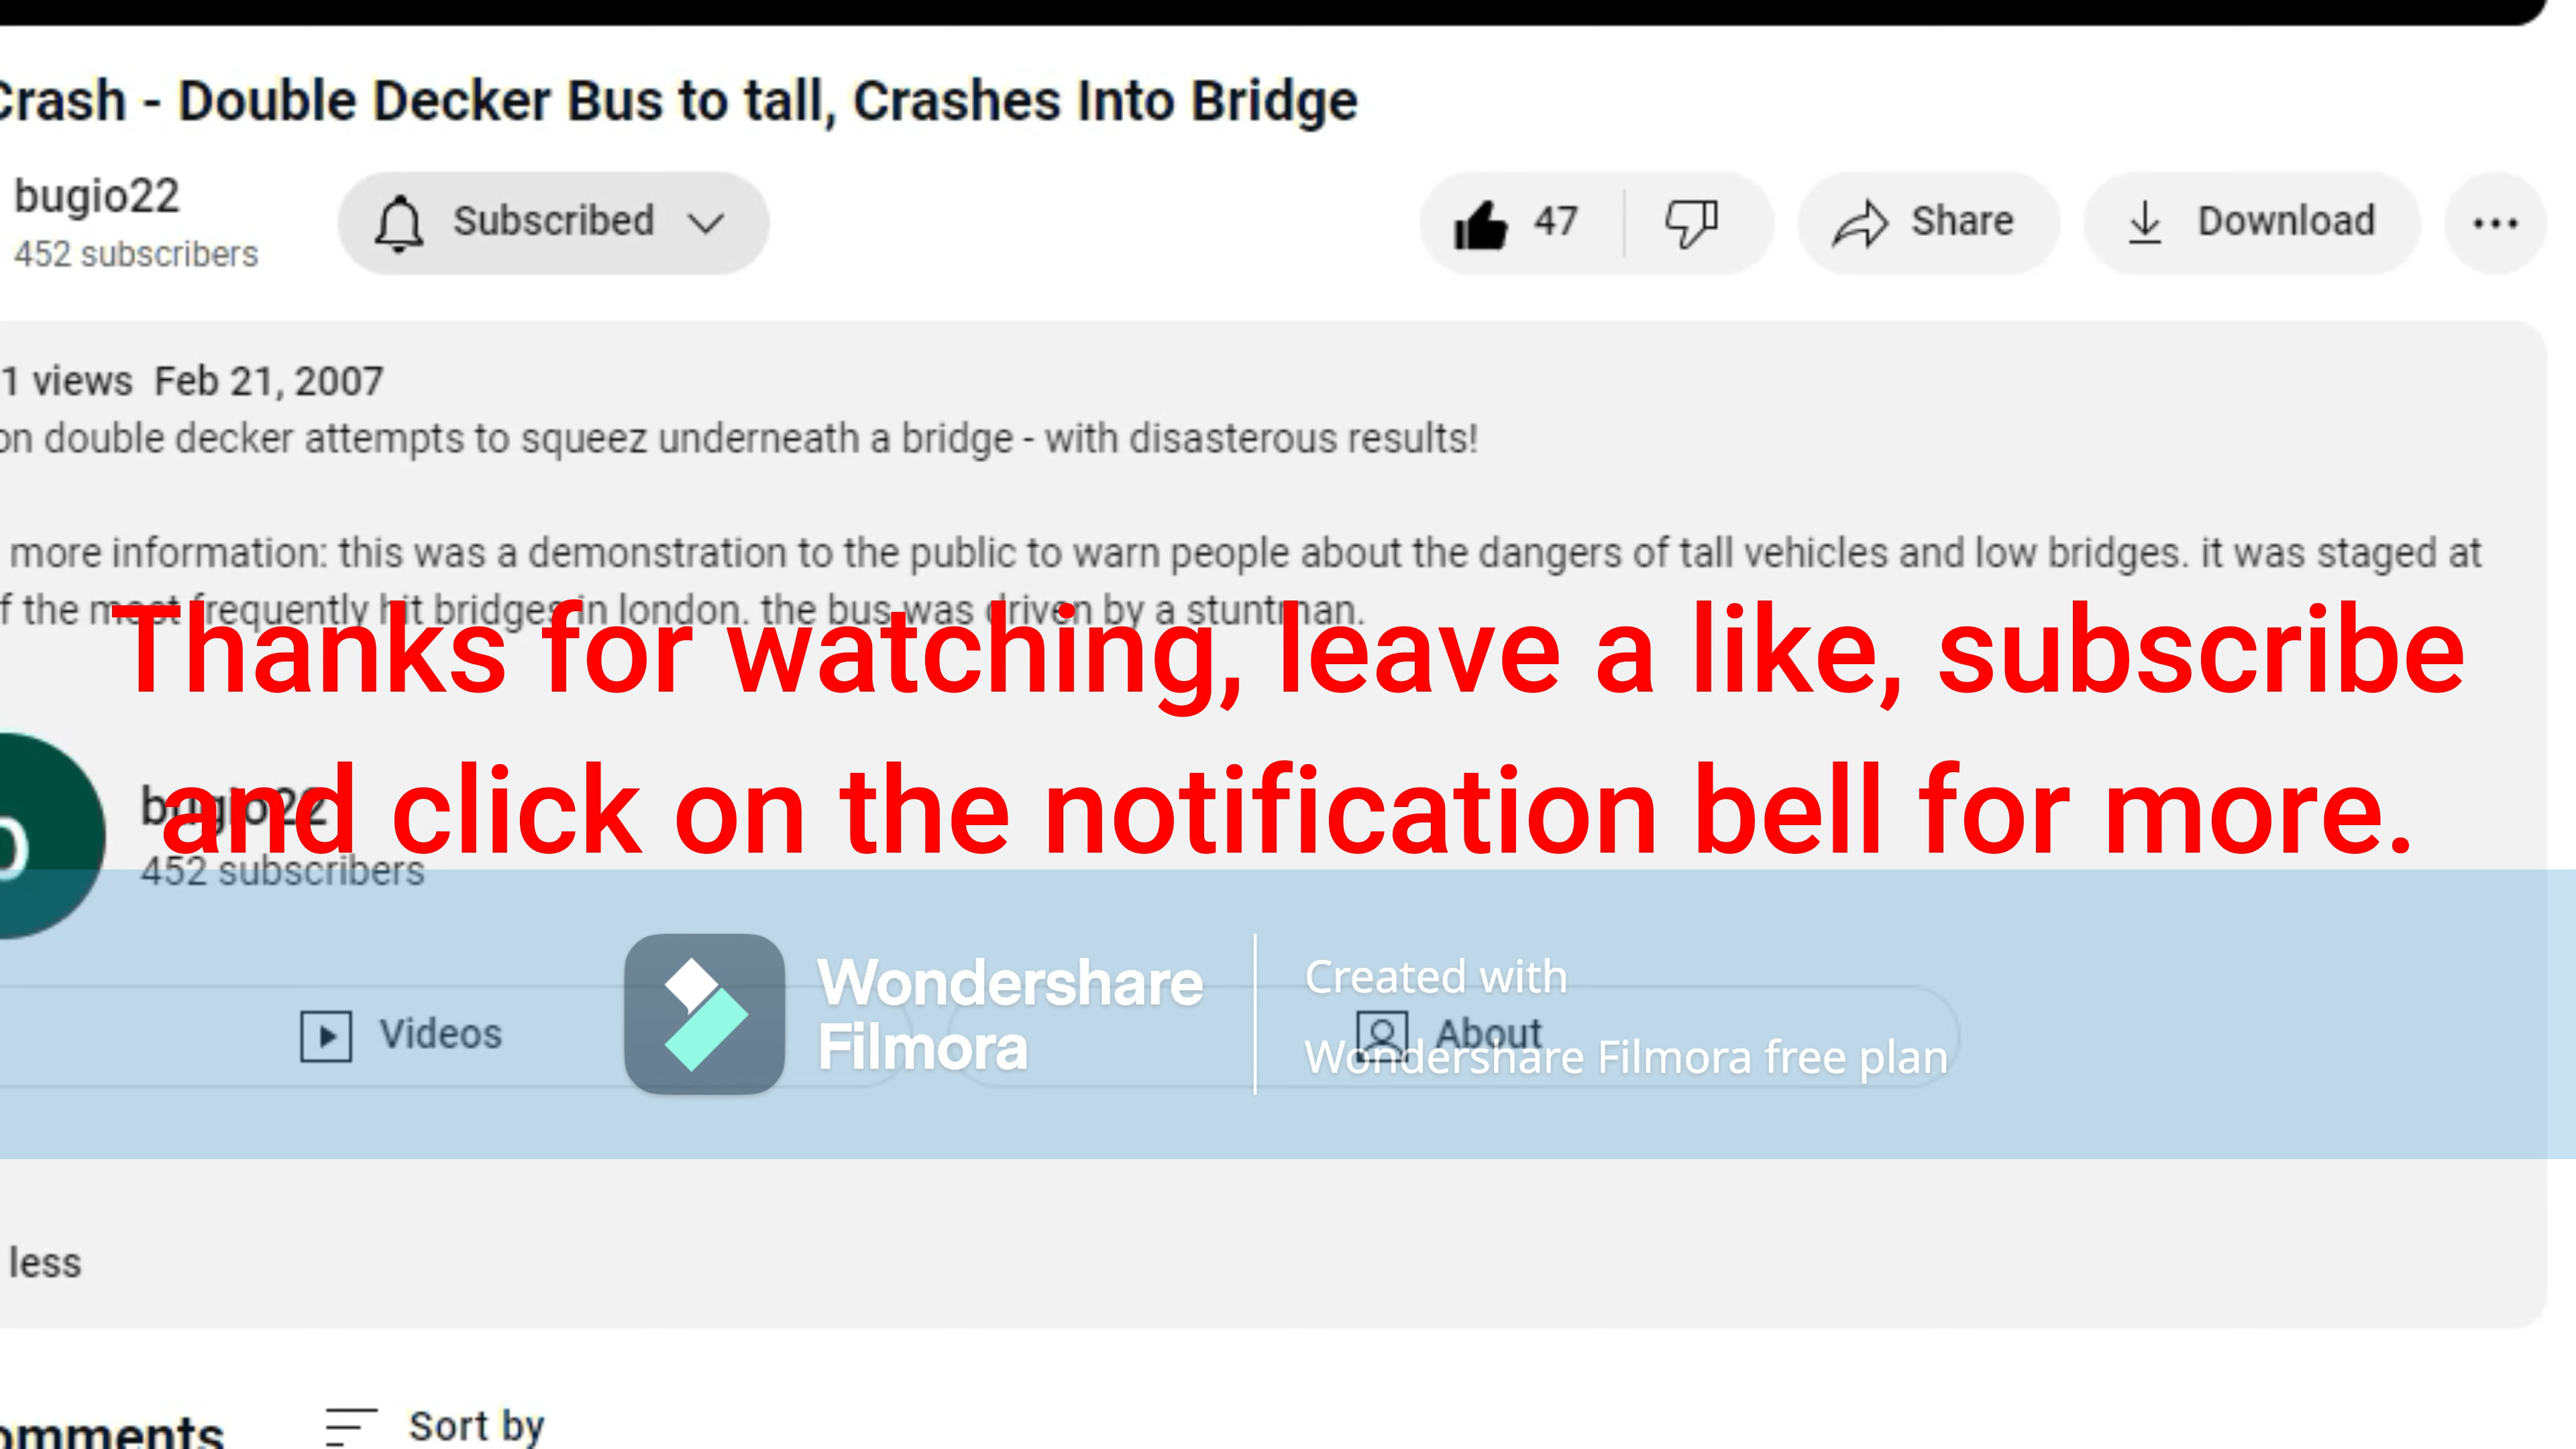 Crash - Double Decker Bus to tall, Crashes Into Bridge
bugio22
452 subscribers
Subscribed
47
Share
Download
1 views Feb 21, 2007
on double decker attempts to squeez underneath a bridge - with disasterous results!
more information: this was a demonstration to the public to warn people about the dangers of tall vehicles and low bridges. it was staged at
f the most frequently hit bridges in london. the bus was driven by a stuntman.
Thanks for watching, leave a like, subscribe
and click on the notification bell for more.
bugio22
452 subscribers
Videos
About
Wondershare
Filmora
Created with
Wondershare Filmora free plan
less
omments
Sort by